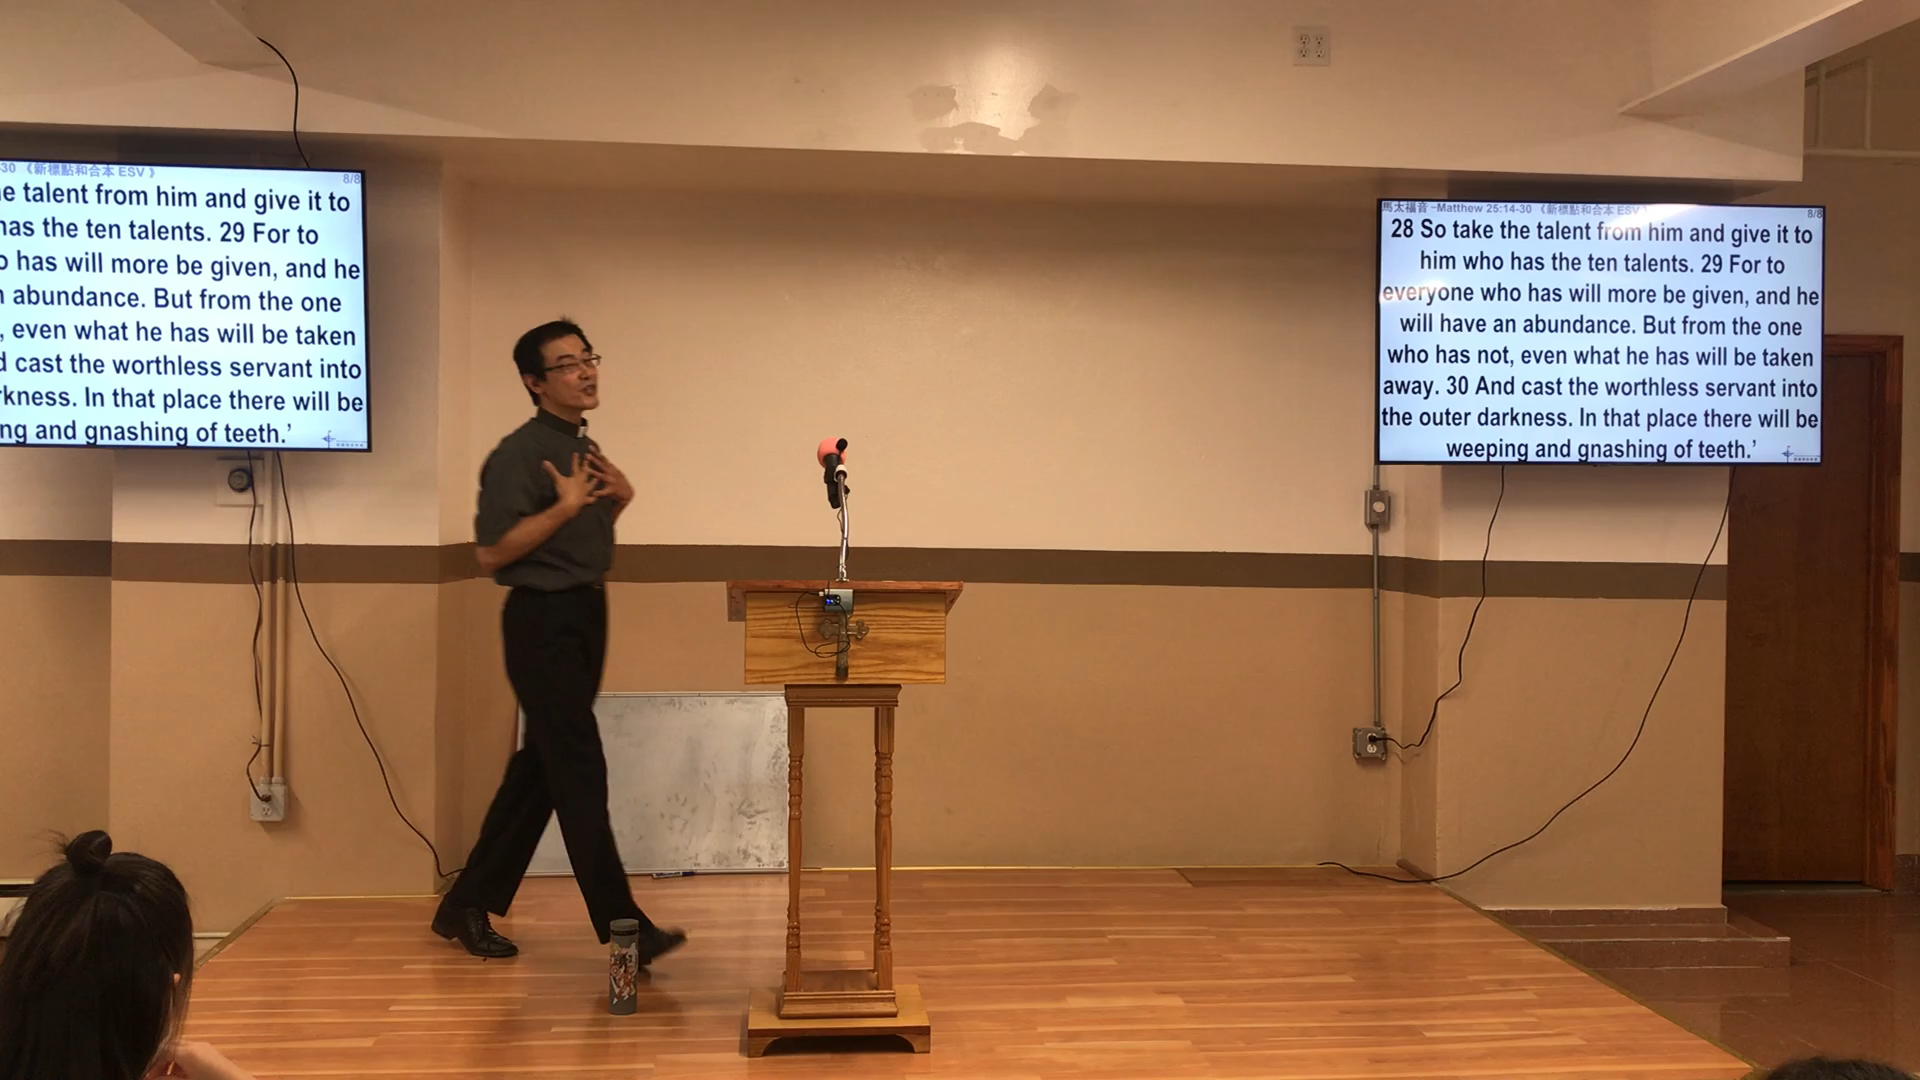 -30 《新標點和合本 ESV 》
8/8
e talent from him and give it to
has the ten talents. 29 For to
o has will more be given, and he
n abundance. But from the one
, even what he has will be taken
d cast the worthless servant into
rkness. In that place there will be
ng and gnashing of teeth.’
馬太福音 -Matthew 25:14-30 《新標點和合本 ESV 》
8/8
28 So take the talent from him and give it to
him who has the ten talents. 29 For to
everyone who has will more be given, and he
will have an abundance. But from the one
who has not, even what he has will be taken
away. 30 And cast the worthless servant into
the outer darkness. In that place there will be
weeping and gnashing of teeth.’